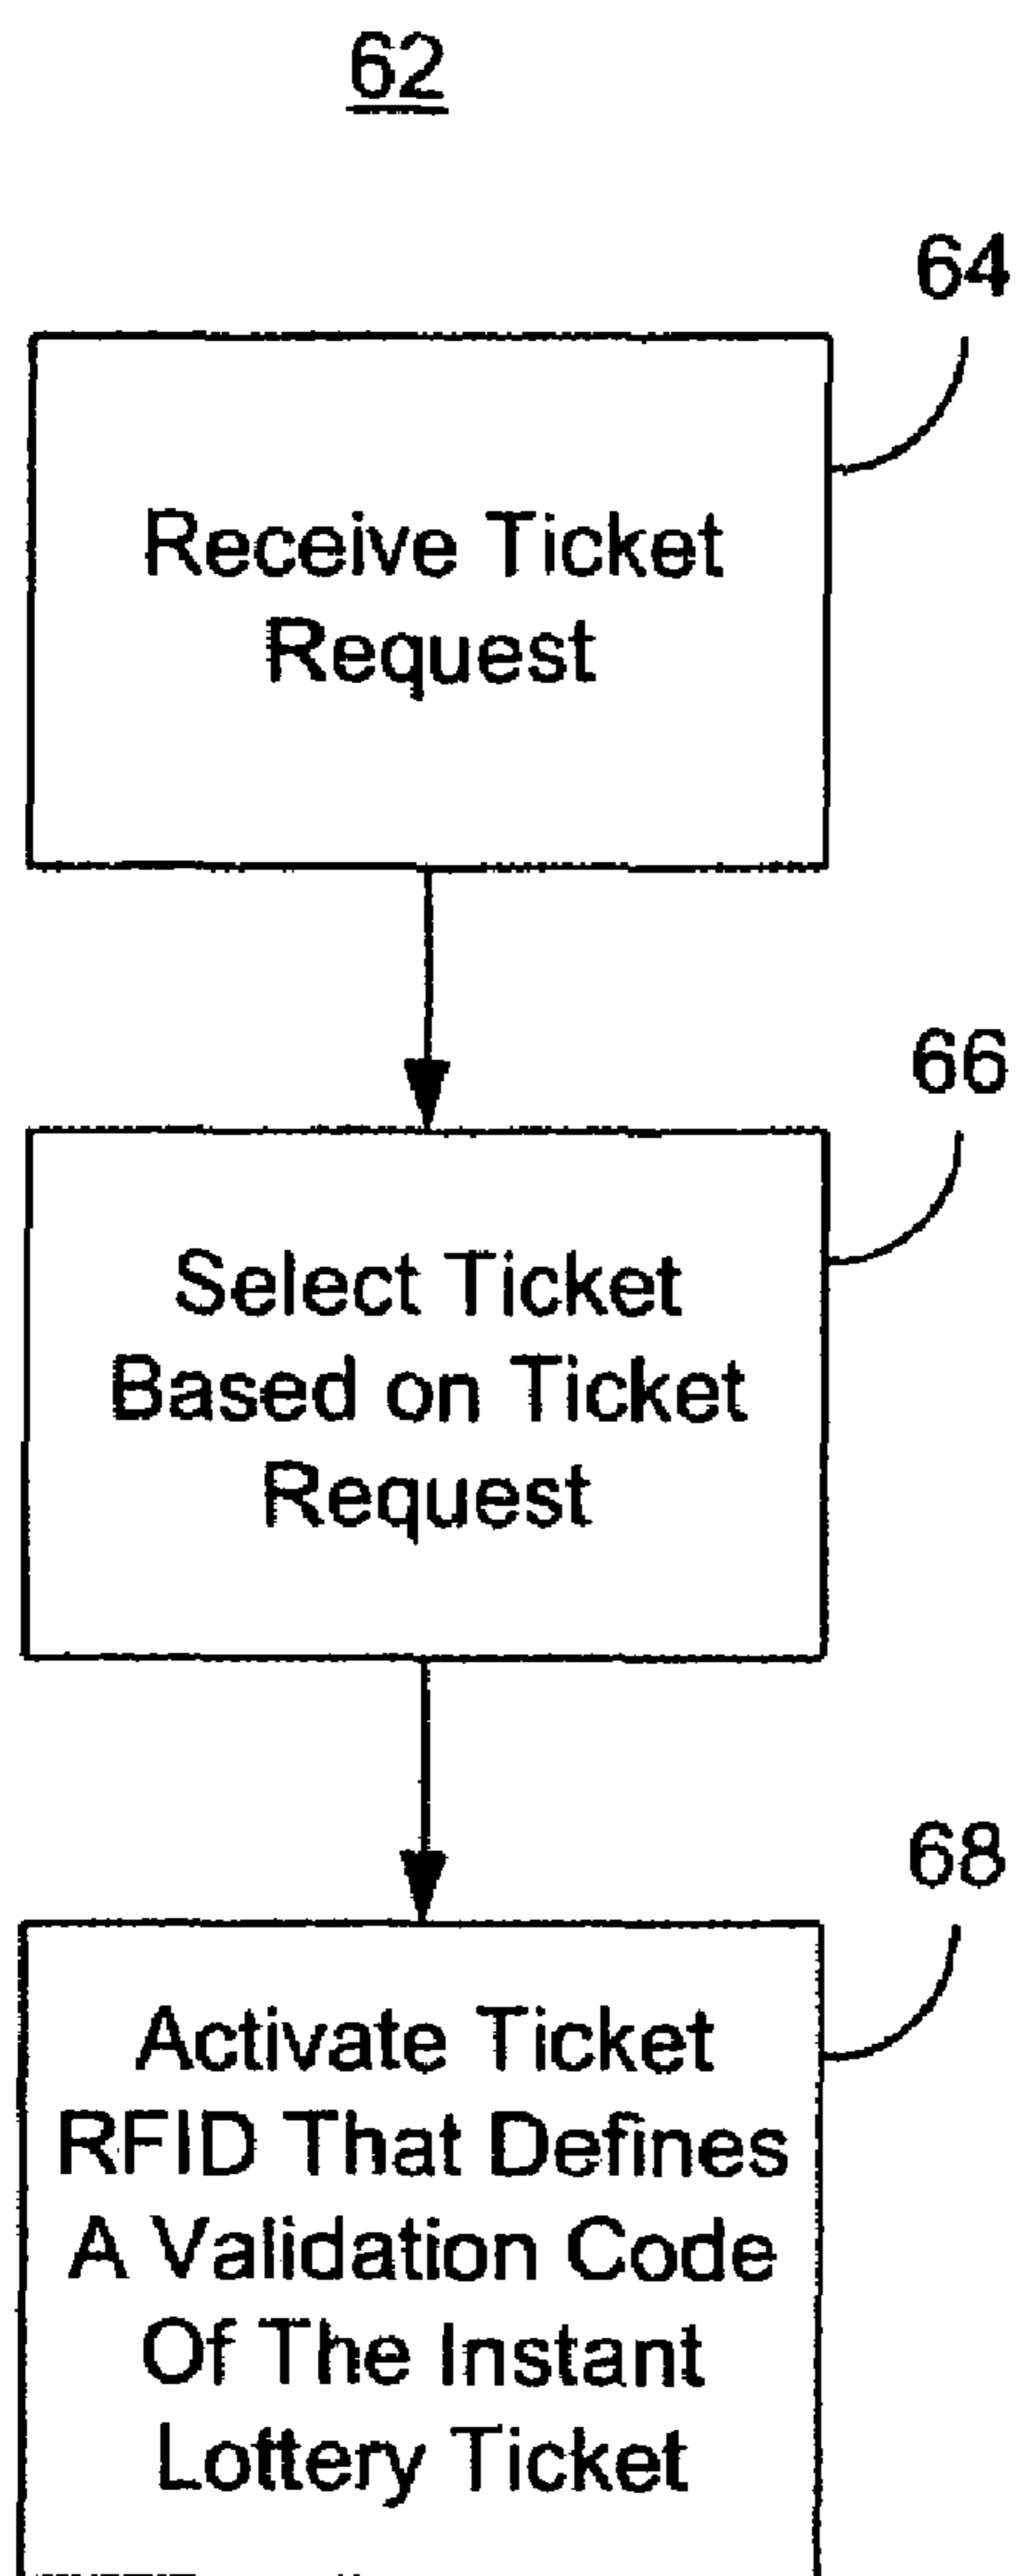 62
64
Receive Ticket
Request
66
Select Ticket
Based on Ticket
Request
68
Activate Ticket
RFID That Defines
A Validation Code
Of The Instant
Lottery Ticket